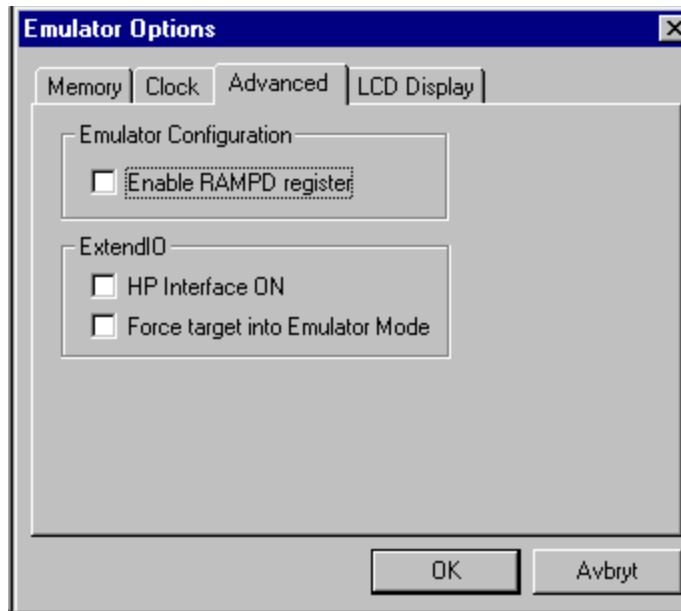 Emulator Options
Memory Clock Advanced LCD Display
Emulator Configuration
Enable RAMPD register
ExtendIO
HP Interface ON
Force target into Emulator Mode
OK Avbryt